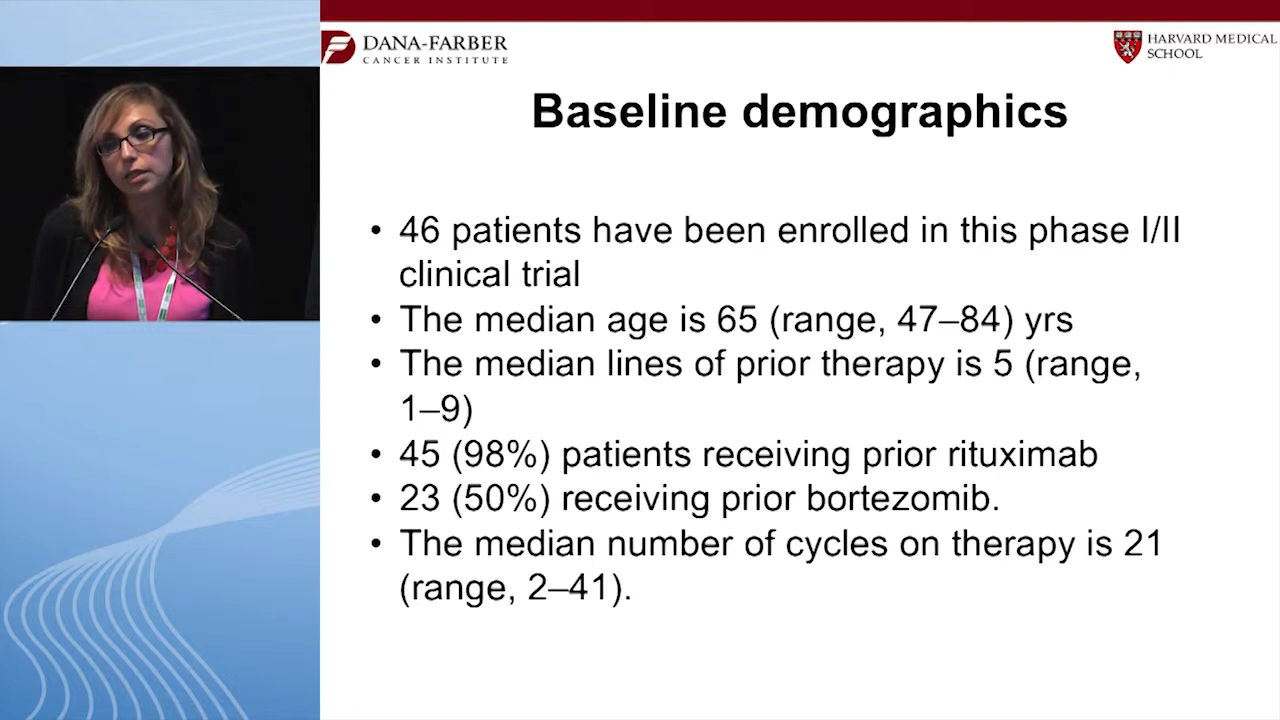 DANA-FARBER
CANCER INSTITUTE
HARVARD MEDICAL
SCHOOL
Baseline demographics
• 46 patients have been enrolled in this phase I/II
clinical trial
• The median age is 65 (range, 47–84) yrs
• The median lines of prior therapy is 5 (range,
1–9)
• 45 (98%) patients receiving prior rituximab
• 23 (50%) receiving prior bortezomib.
• The median number of cycles on therapy is 21
(range, 2–41).